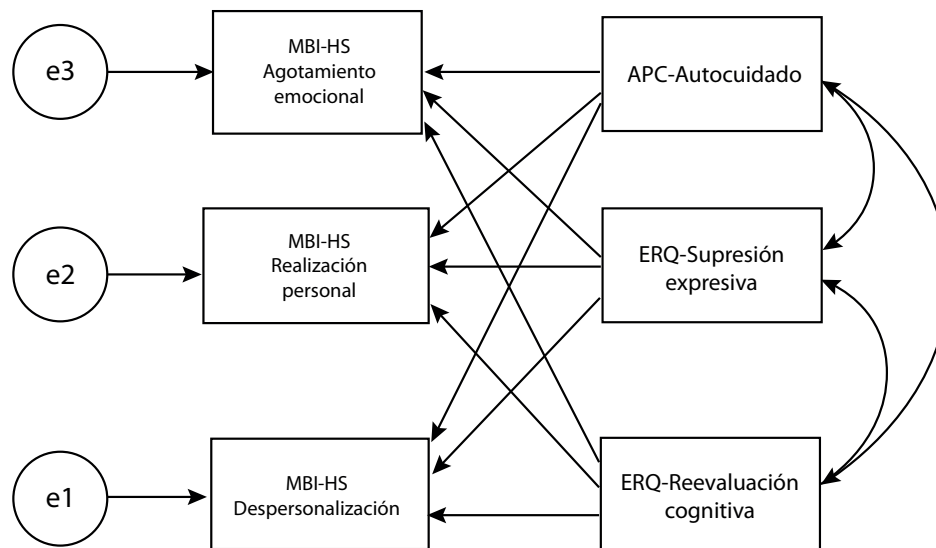 e3
MBI-HS
Agotamiento
emocional
APC-Autocuidado
e2
MBI-HS
Realización
personal
ERQ-Supresión
expresiva
e1
MBI-HS
Despersonalización
ERQ-Reevaluación
cognitiva